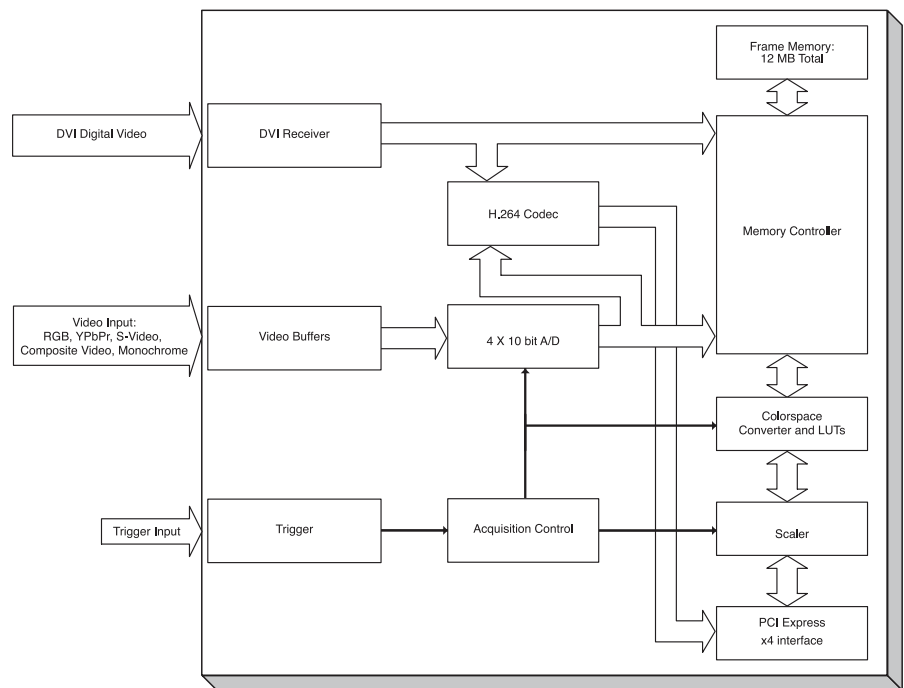 Frame Memory:
12 MB Total
DVI Digital Video
DVI Receiver
H.264 Codec
Memory Controller
Video Input:
RGB, YPbPr, S-Video,
Composite Video, Monochrome
Video Buffers
4 X 10 bit A/D
Colorspace
Converter and LUTs
Trigger Input
Trigger
Acquisition Control
Scaler
PCI Express
x4 interface